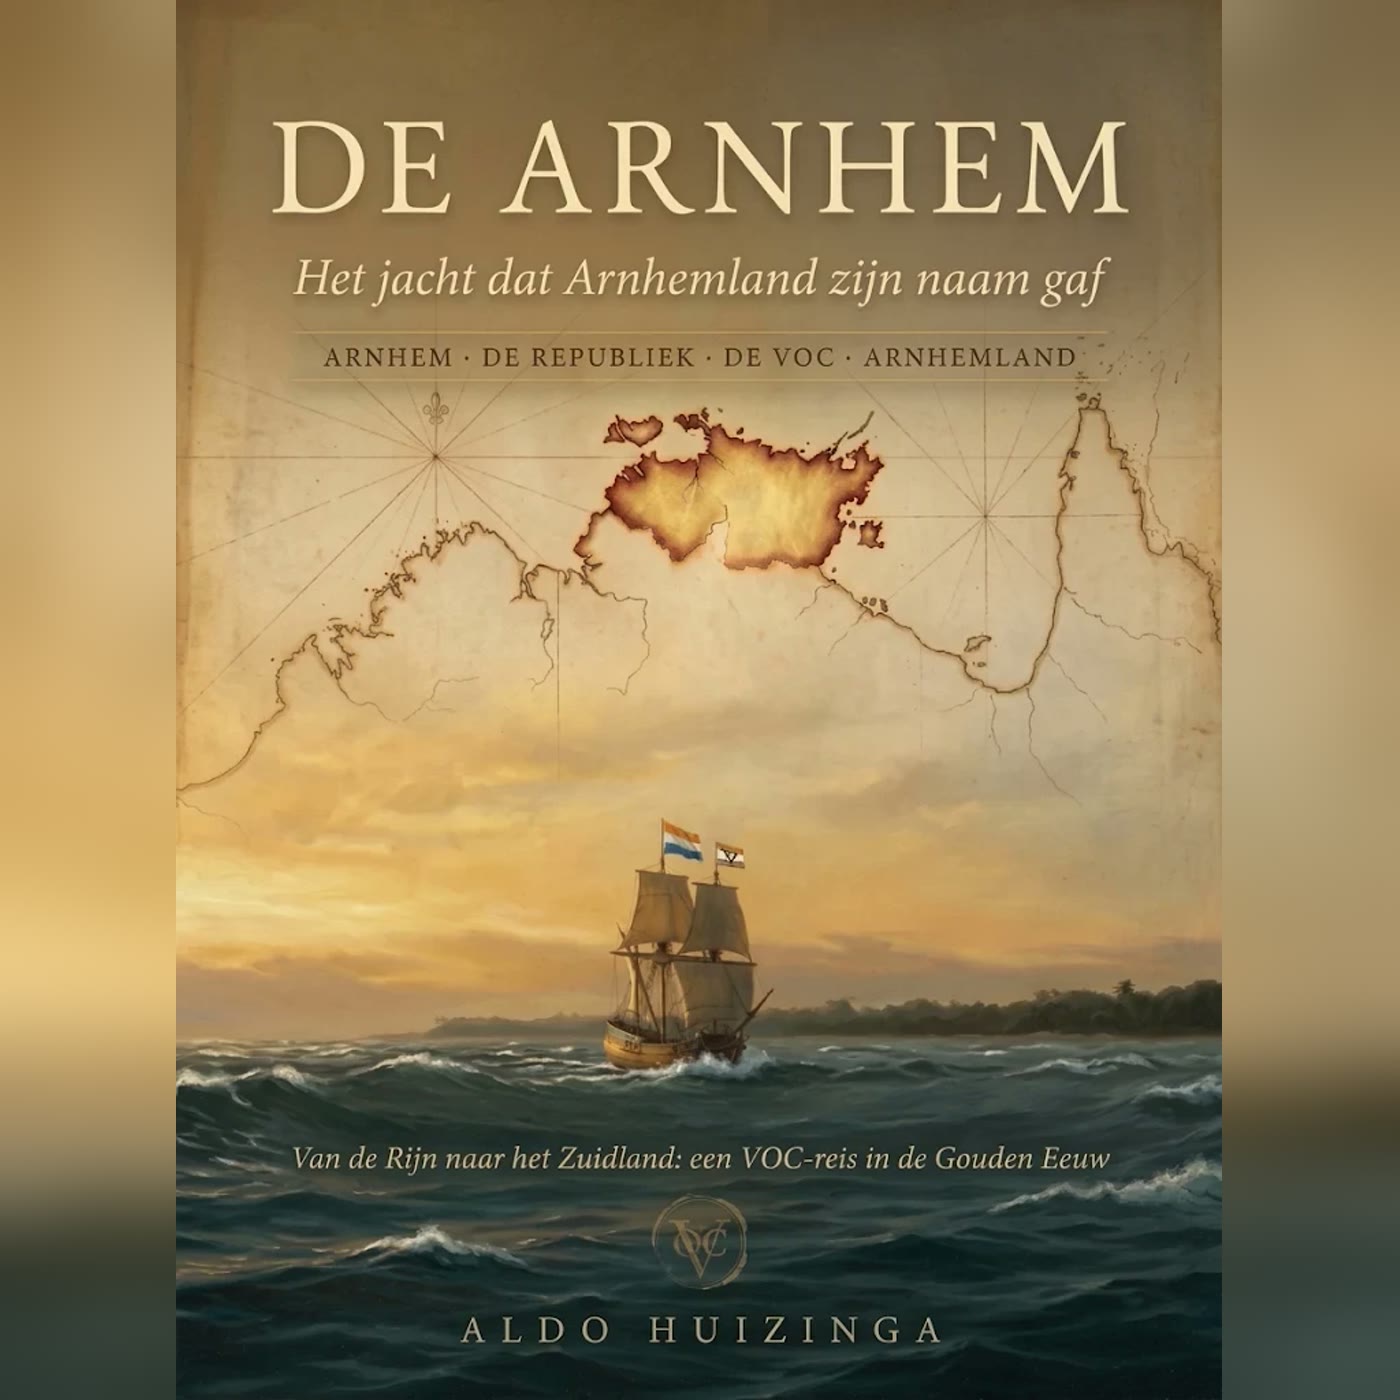 DE ARNHEM
Het jacht dat Arnhemland zijn naam gaf
ARNHEM · DE REPUBLIEK · DE VOC · ARNHEMLAND
Van de Rijn naar het Zuidland: een VOC-reis in de Gouden Eeuw
VOC
ALDO HUIZINGA